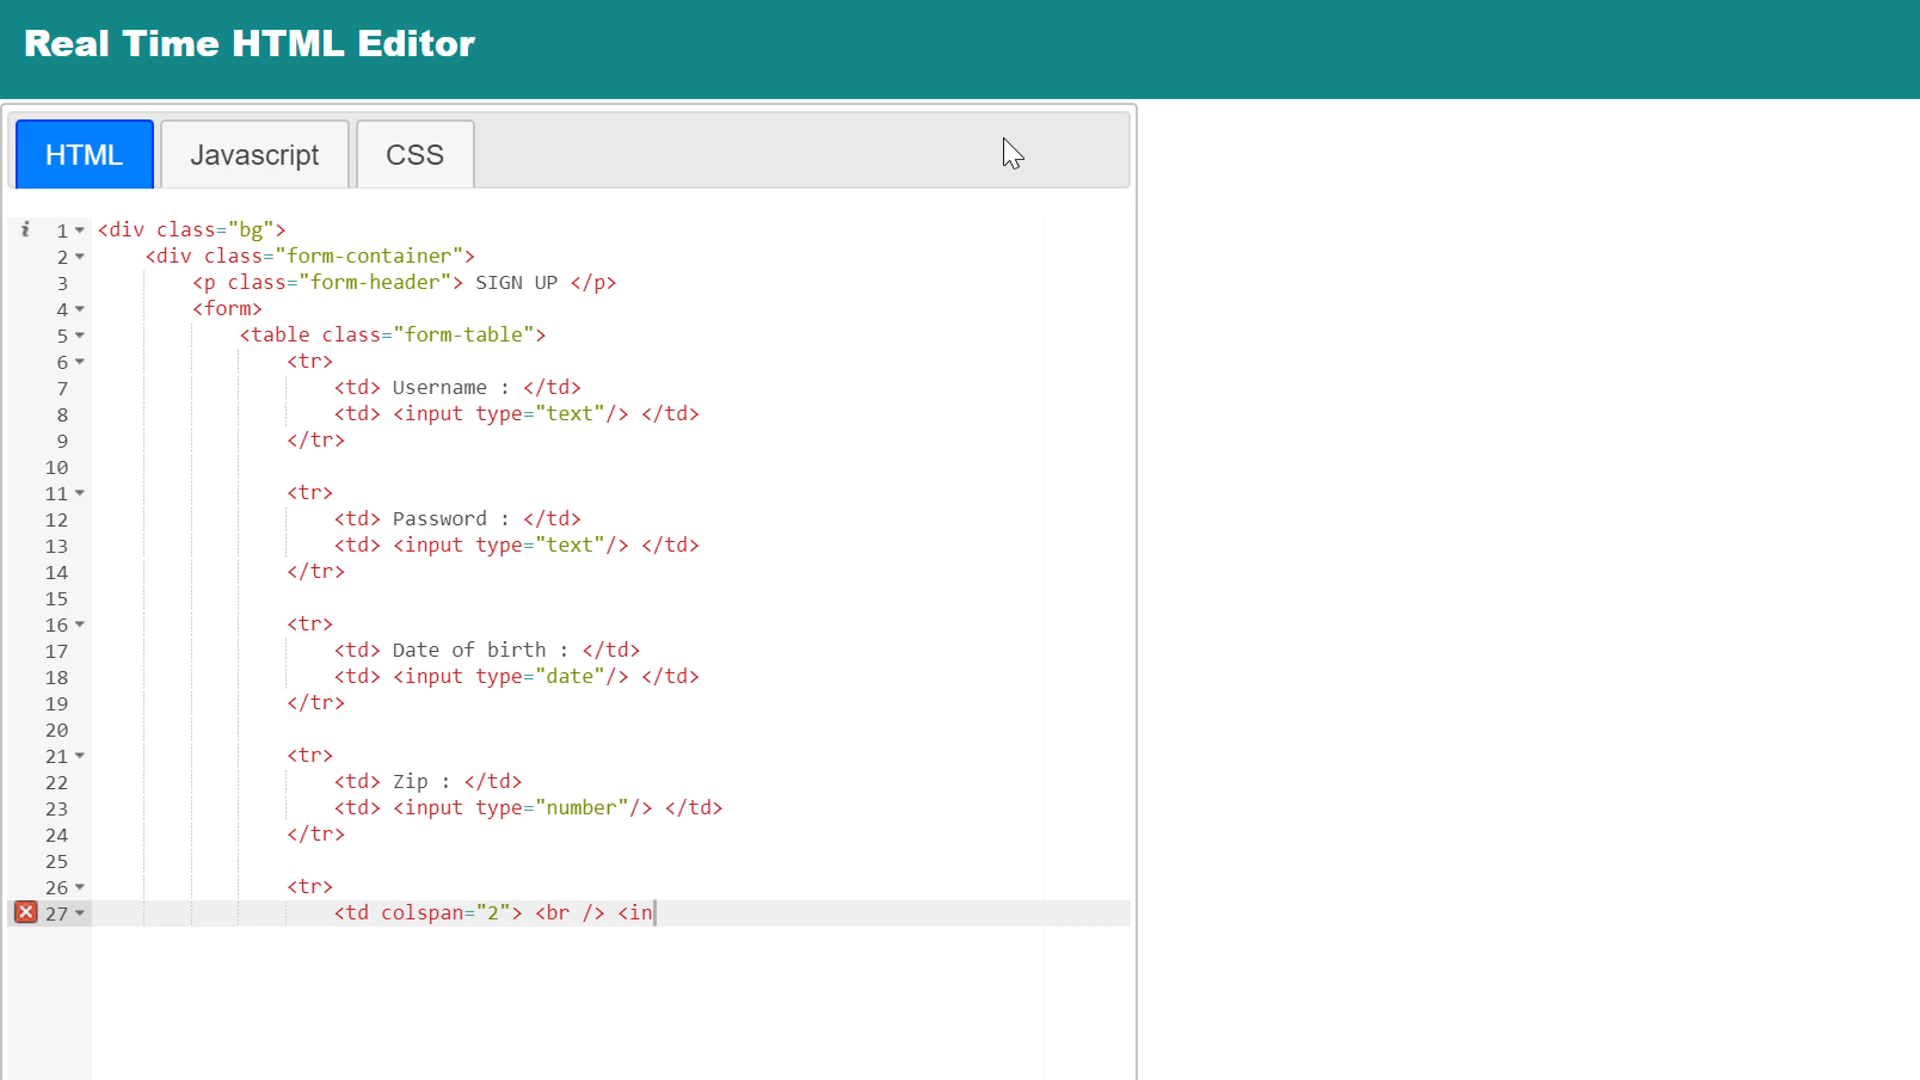 Real Time HTML Editor
HTML Javascript CSS
i 1 <div class="bg">
2 <div class="form-container">
3 <p class="form-header"> SIGN UP </p>
4 <form>
5 <table class="form-table">
6 <tr>
7 <td> Username : </td>
8 <td> <input type="text"/> </td>
9 </tr>
10
11 <tr>
12 <td> Password : </td>
13 <td> <input type="text"/> </td>
14 </tr>
15
16 <tr>
17 <td> Date of birth : </td>
18 <td> <input type="date"/> </td>
19 </tr>
20
21 <tr>
22 <td> Zip : </td>
23 <td> <input type="number"/> </td>
24 </tr>
25
26 <tr>
27 <td colspan="2"> <br /> <in